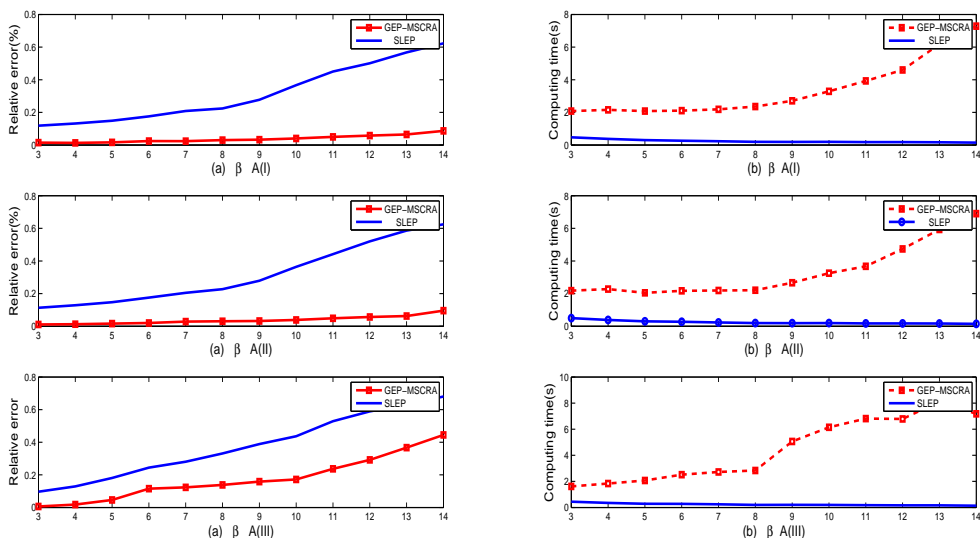 Relative error(%)
0.8
0.6
0.4
0.2
0
3 4 5 6 7 8 9 10 11 12 13 14
(a) β A(I)
GEP−MSCRA
SLEP
Computing time(s)
8
6
4
2
0
3 4 5 6 7 8 9 10 11 12 13 14
(b) β A(I)
GEP−MSCRA
SLEP
Relative error(%)
0.8
0.6
0.4
0.2
0
3 4 5 6 7 8 9 10 11 12 13 14
(a) β A(II)
GEP−MSCRA
SLEP
Computing time(s)
8
6
4
2
0
3 4 5 6 7 8 9 10 11 12 13 14
(b) β A(II)
GEP−MSCRA
SLEP
Relative error
0.8
0.6
0.4
0.2
0
3 4 5 6 7 8 9 10 11 12 13 14
(a) β A(III)
GEP−MSCRA
SLEP
Computing time(s)
10
8
6
4
2
0
3 4 5 6 7 8 9 10 11 12 13 14
(b) β A(III)
GEP−MSCRA
SLEP